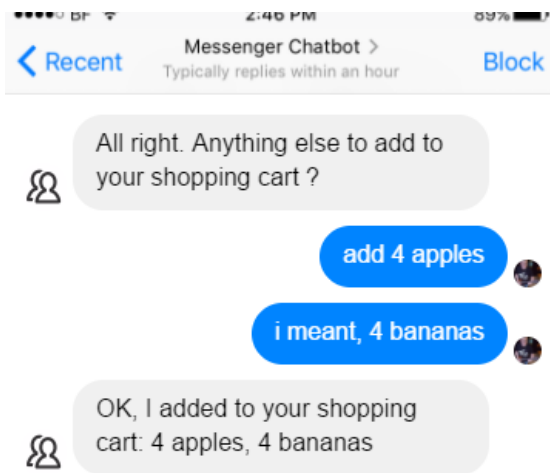 BF 2:46 PM 89%
Recent Messenger Chatbot > Block
Typically replies within an hour
All right. Anything else to add to
your shopping cart ?
add 4 apples
i meant, 4 bananas
OK, I added to your shopping
cart: 4 apples, 4 bananas